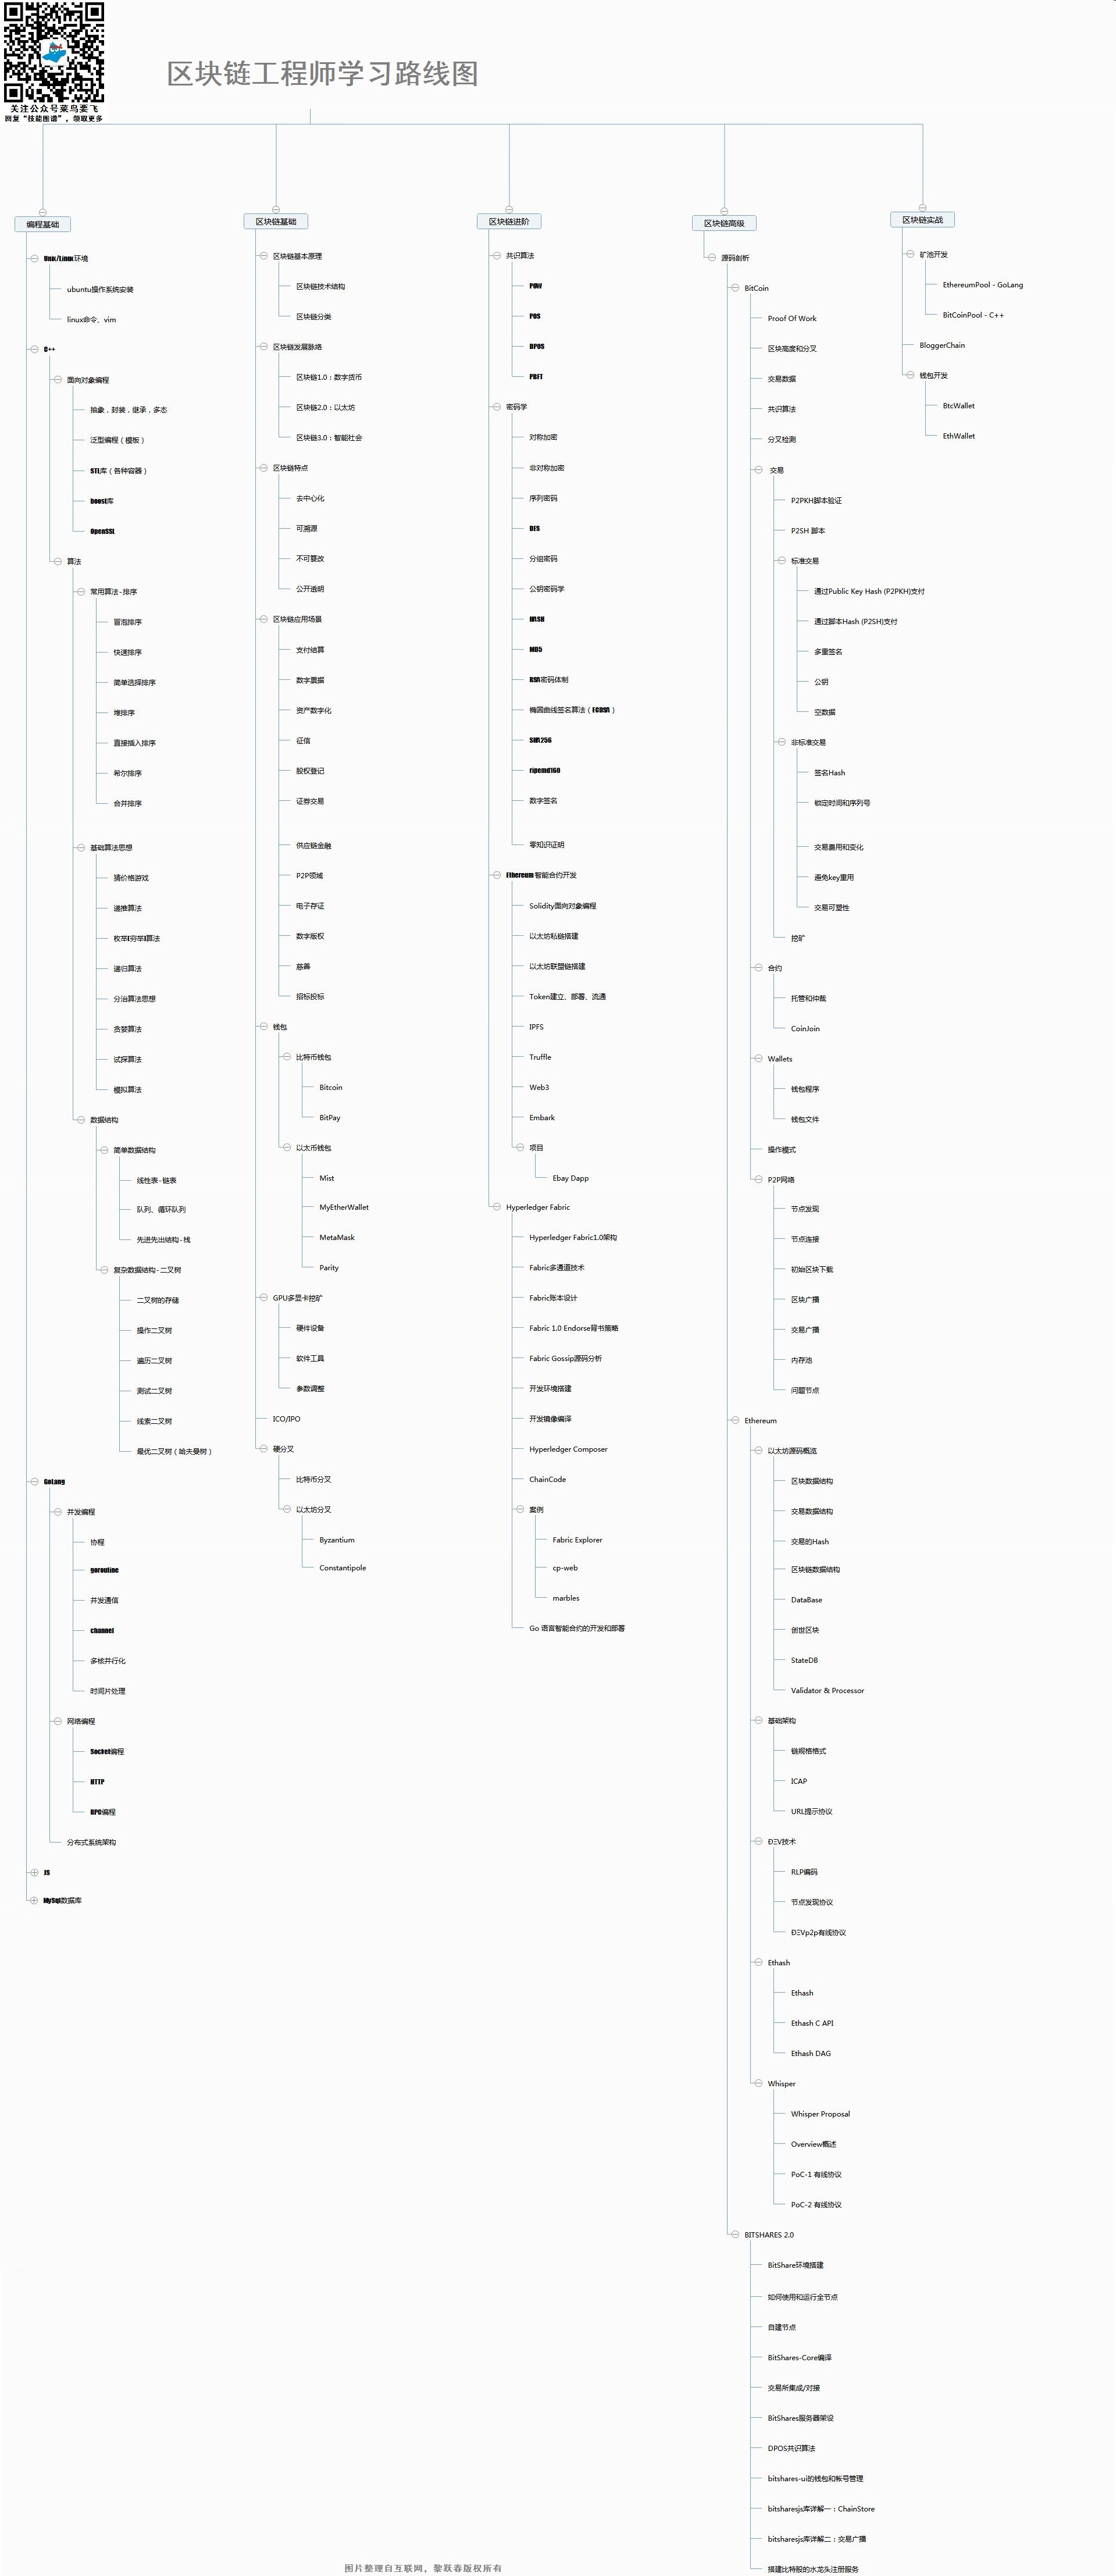 区块链工程师学习路线图
关注公众号菜鸟要飞
回复“技能图谱”，领取更多
编程基础
Unix/Linux环境
ubuntu操作系统安装
linux命令、vim
C++
面向对象编程
抽象，封装，继承，多态
泛型编程（模板）
STL库（各种容器）
boost库
OpenSSL
算法
常用算法-排序
冒泡排序
快速排序
简单选择排序
堆排序
直接插入排序
希尔排序
合并排序
基础算法思想
猜价格游戏
递推算法
枚举(穷举)算法
递归算法
分治算法思想
贪婪算法
试探算法
模拟算法
数据结构
简单数据结构
线性表-链表
队列、循环队列
先进先出结构-栈
复杂数据结构-二叉树
二叉树的存储
操作二叉树
遍历二叉树
测试二叉树
线索二叉树
最优二叉树（哈夫曼树）
GoLang
并发编程
协程
goroutine
并发通信
channel
多核并行化
时间片处理
网络编程
Socket编程
HTTP
RPC编程
分布式系统架构
JS
MySql数据库
区块链基础
区块链基本原理
区块链技术结构
区块链分类
区块链发展脉络
区块链1.0：数字货币
区块链2.0：以太坊
区块链3.0：智能社会
区块链特点
去中心化
可溯源
不可篡改
公开透明
区块链应用场景
支付结算
数字票据
资产数字化
征信
股权登记
证券交易
供应链金融
P2P领域
电子存证
数字版权
慈善
招标投标
钱包
比特币钱包
Bitcoin
BitPay
以太币钱包
Mist
MyEtherWallet
MetaMask
Parity
GPU多显卡挖矿
硬件设备
软件工具
参数调整
ICO/IPO
硬分叉
比特币分叉
以太坊分叉
Byzantium
Constantipole
区块链进阶
共识算法
POW
POS
DPOS
PBFT
密码学
对称加密
非对称加密
序列密码
DES
分组密码
公钥密码学
HASH
MD5
RSA密码体制
椭圆曲线签名算法（ECDSA）
SHA256
ripemd160
数字签名
零知识证明
Ethereum 智能合约开发
Solidity面向对象编程
以太坊私链搭建
以太坊联盟链搭建
Token建立、部署、流通
IPFS
Truffle
Web3
Embark
项目
Ebay Dapp
Hyperledger Fabric
Hyperledger Fabric1.0架构
Fabric多通道技术
Fabric账本设计
Fabric 1.0 Endorse背书策略
Fabric Gossip源码分析
开发环境搭建
开发镜像编译
Hyperledger Composer
ChainCode
案例
Fabric Explorer
cp-web
marbles
Go 语言智能合约的开发和部署
区块链高级
源码剖析
BitCoin
Proof Of Work
区块高度和分叉
交易数据
共识算法
分叉检测
交易
P2PKH脚本验证
P2SH 脚本
标准交易
通过Public Key Hash (P2PKH)支付
通过脚本Hash (P2SH)支付
多重签名
公钥
空数据
非标准交易
签名Hash
锁定时间和序列号
交易费用和变化
避免key重用
交易可塑性
挖矿
合约
托管和仲裁
CoinJoin
Wallets
钱包程序
钱包文件
操作模式
P2P网络
节点发现
节点连接
初始区块下载
区块广播
交易广播
内存池
问题节点
Ethereum
以太坊源码概览
区块数据结构
交易数据结构
交易的Hash
区块链数据结构
DataBase
创世区块
StateDB
Validator & Processor
基础架构
链规格格式
ICAP
URL提示协议
ÐΞV技术
RLP编码
节点发现协议
ÐΞVp2p有线协议
Ethash
Ethash
Ethash C API
Ethash DAG
Whisper
Whisper Proposal
Overview概述
PoC-1 有线协议
PoC-2 有线协议
BITSHARES 2.0
BitShare环境搭建
如何使用和运行全节点
自建节点
BitShares-Core编译
交易所集成/对接
BitShares服务器架设
DPOS共识算法
bitshares-ui的钱包和帐号管理
bitsharesjs库详解一：ChainStore
bitsharesjs库详解二：交易广播
搭建比特股的水龙头注册服务
区块链实战
矿池开发
EthereumPool - GoLang
BitCoinPool - C++
BloggerChain
钱包开发
BtcWallet
EthWallet
图片整理自互联网，黎跃春版权所有